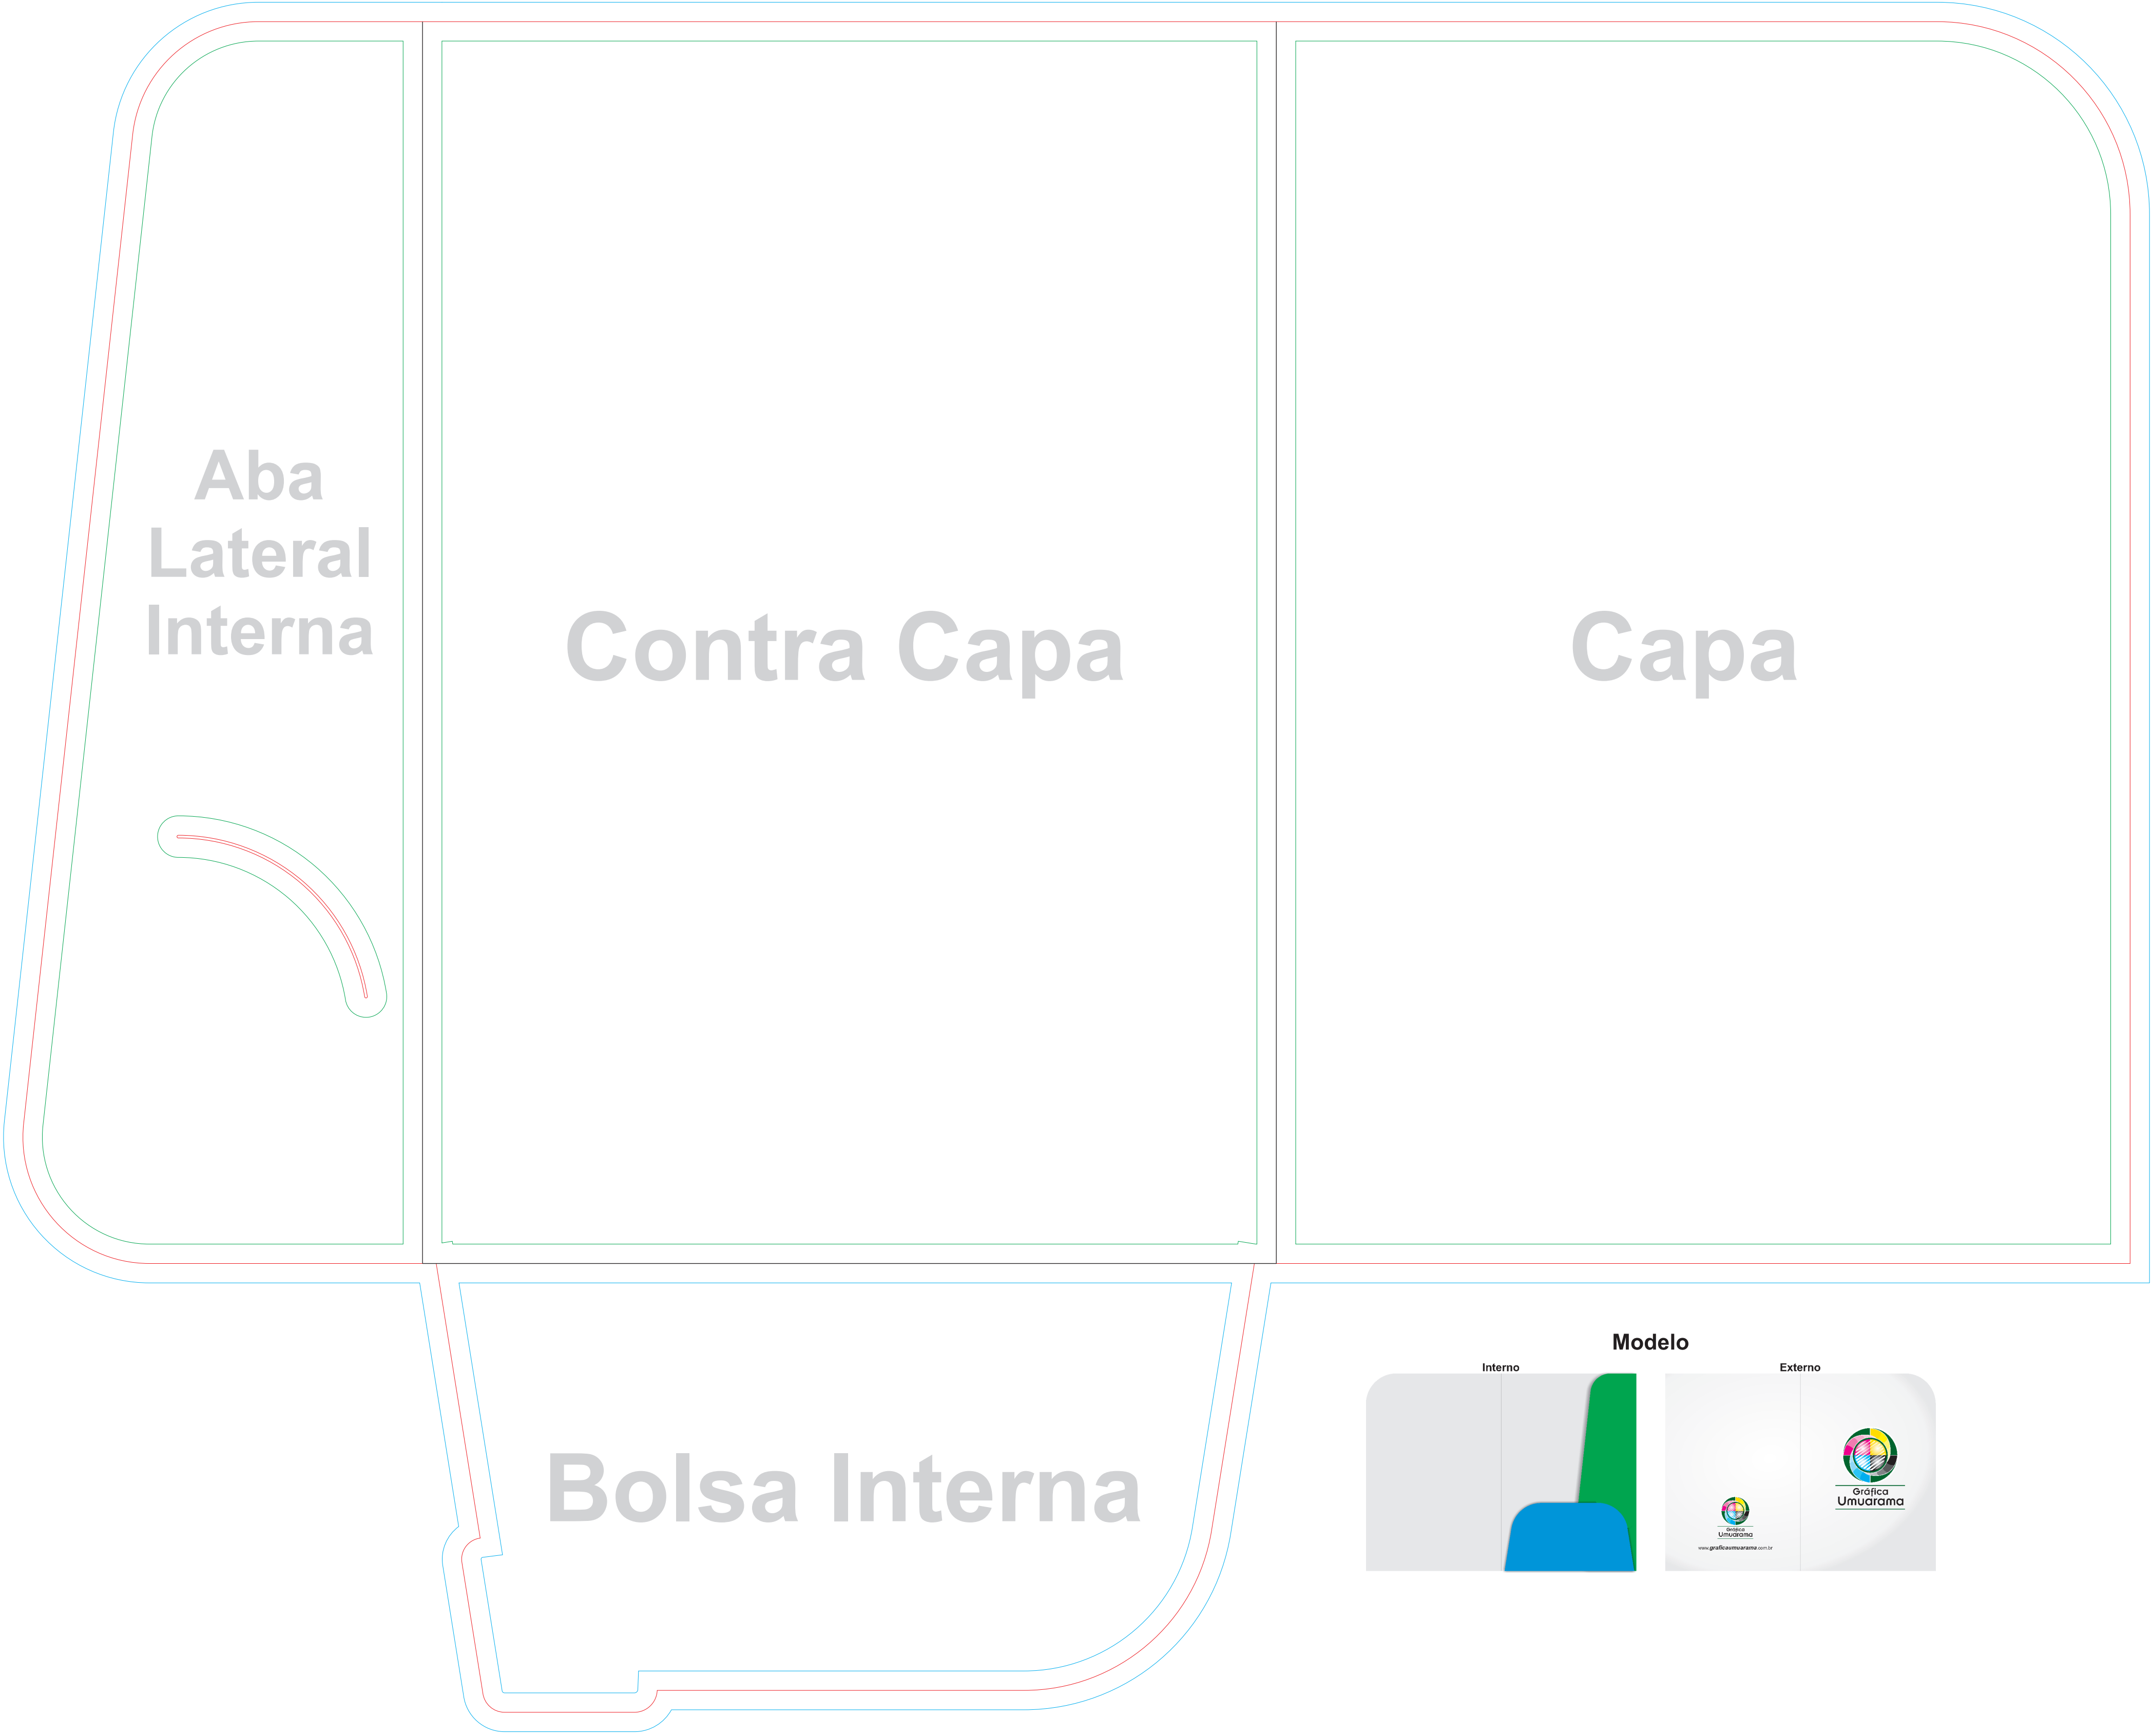 Aba
Lateral
Interna
Contra Capa
Capa
Bolsa Interna
Modelo
Interno
Externo
Gráfica
Umuarama
Gráfica
Umuarama
www.graficaumuarama.com.br